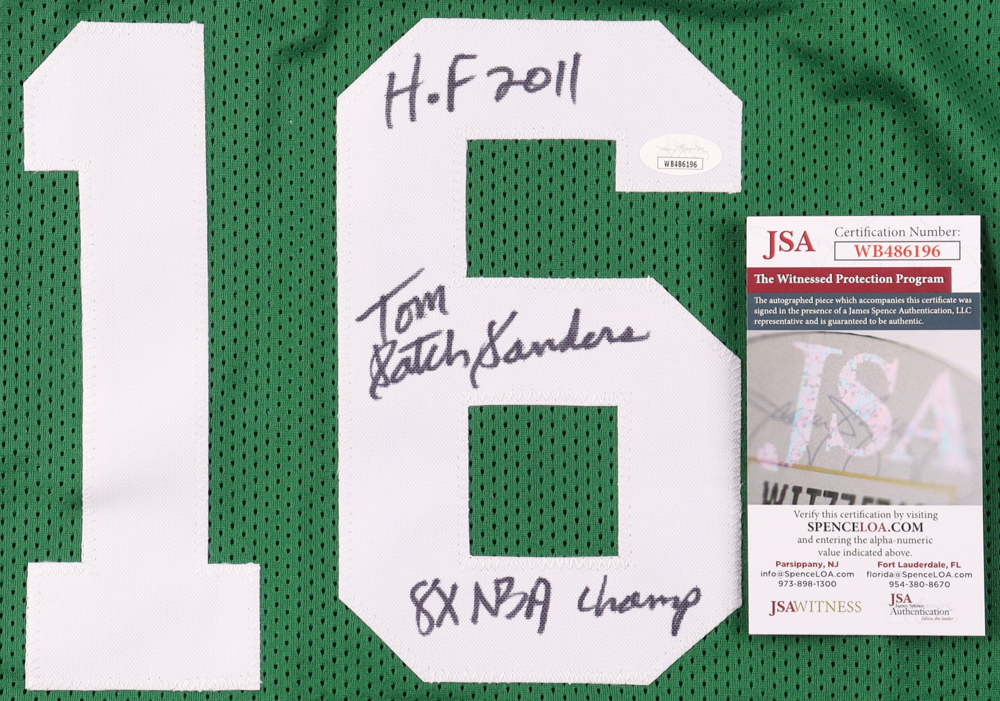 16
H.F 2011
WB486196
Tom
Satch Sanders
8X NBA Champ
JSA
Certification Number:
WB486196
The Witnessed Protection Program
The autographed piece which accompanies this certificate was
signed in the presence of a James Spence Authentication, LLC
representative and is guaranteed to be authentic.
JSA
Verify this certification by visiting
SPENCELOA.COM
and entering the alpha-numeric
value indicated above.
Parsippany, NJ
info@SpenceLOA.com
973-898-1300
Fort Lauderdale, FL
florida@SpenceLOA.com
954-380-8670
JSAWITNESS
JSA
James Spence
Authentication